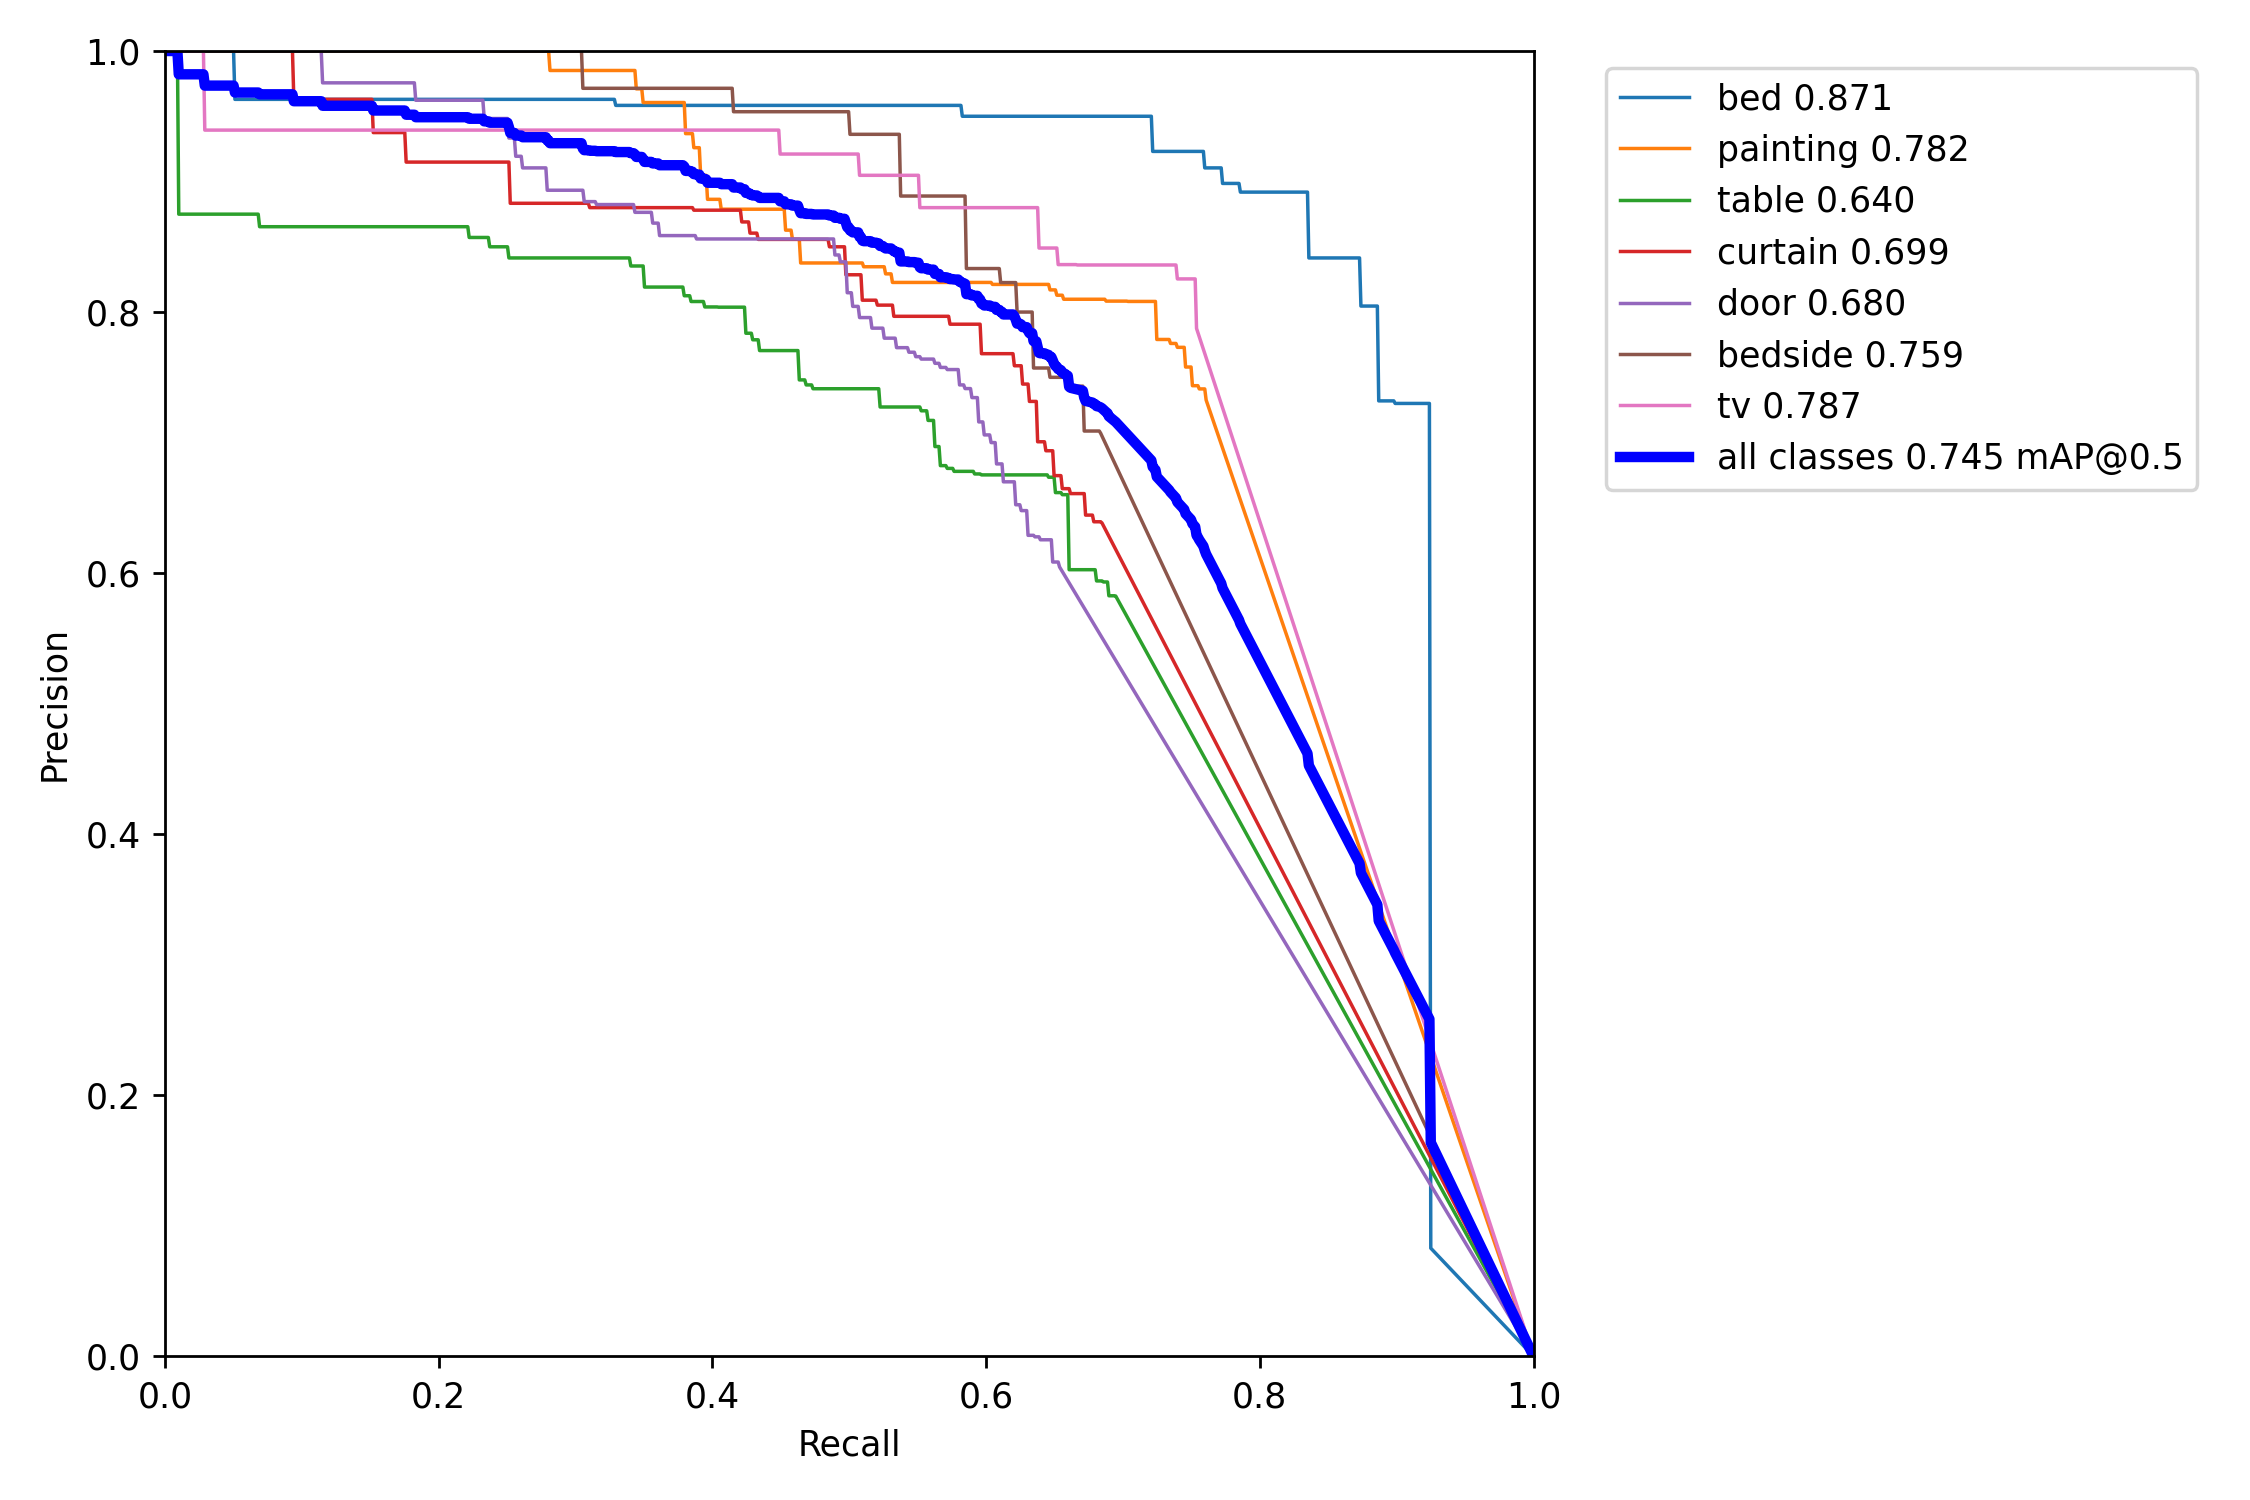 1.0
0.8
0.6
0.4
0.2
0.0
Precision
0.0 0.2 0.4 0.6 0.8 1.0
Recall
bed 0.871
painting 0.782
table 0.640
curtain 0.699
door 0.680
bedside 0.759
tv 0.787
all classes 0.745 mAP@0.5